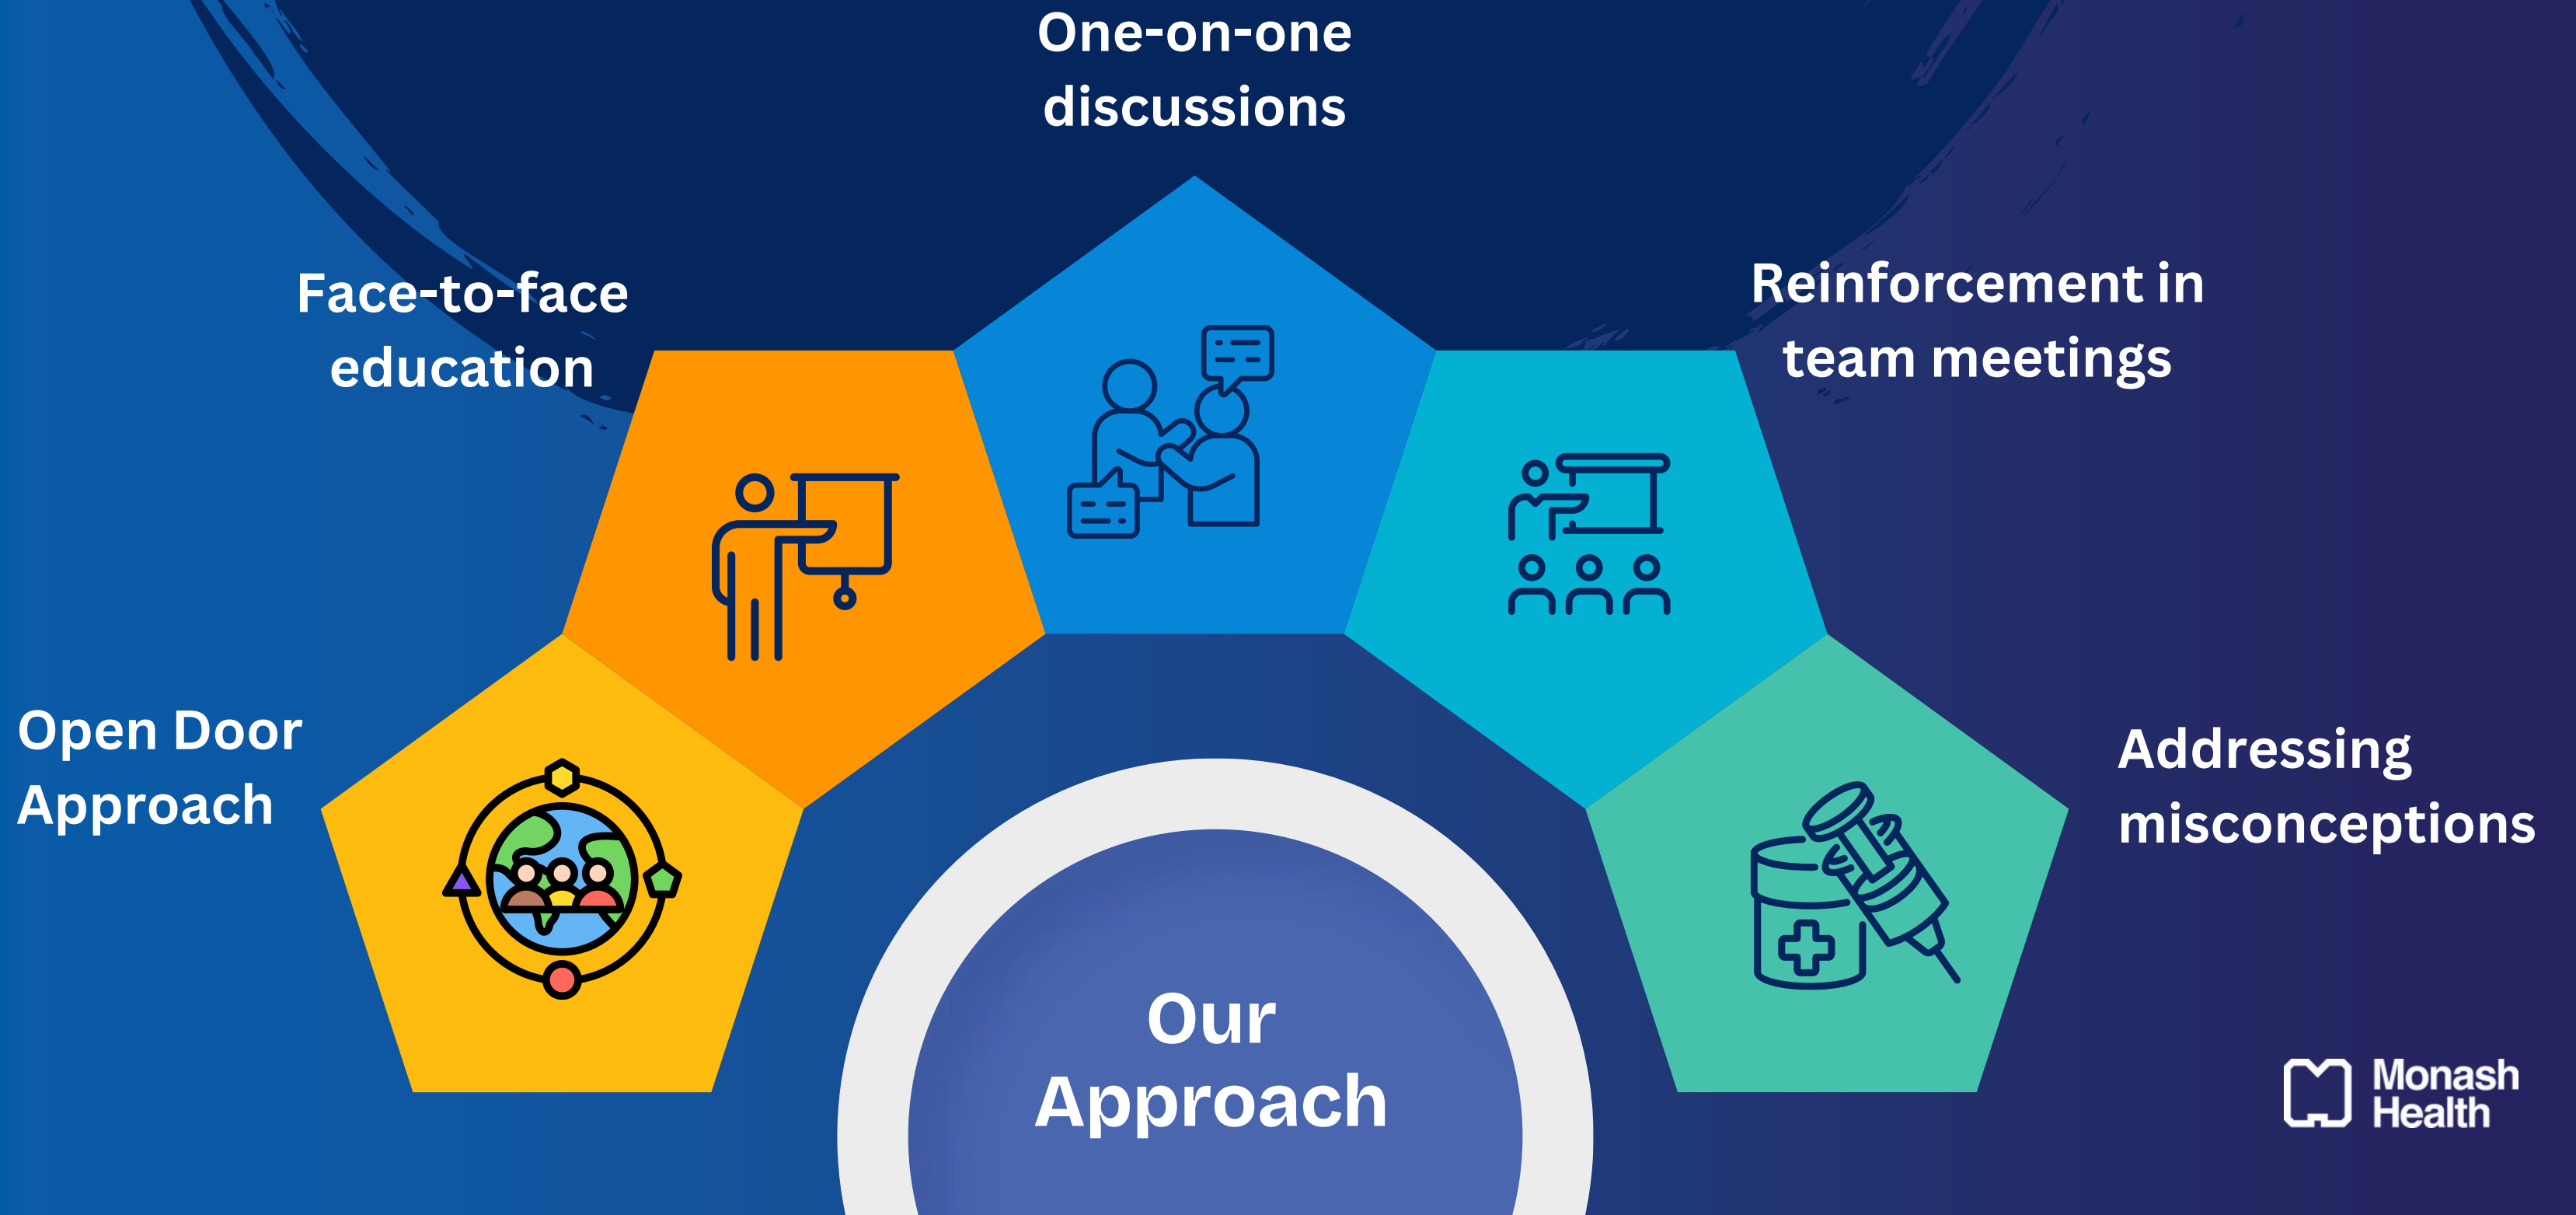 One-on-one
discussions
Face-to-face
education
Reinforcement in
team meetings
Open Door
Approach
Addressing
misconceptions
Our
Approach
Monash
Health